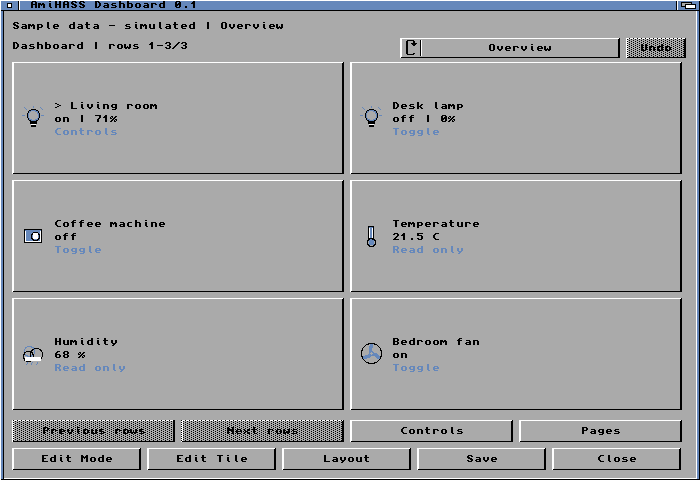 AmiHASS Dashboard 0.1
Sample data - simulated | Overview
Dashboard | rows 1-3/3
Overview
Undo
> Living room
on | 71%
Controls
Desk lamp
off | 0%
Toggle
Coffee machine
off
Toggle
Temperature
21.5 C
Read only
Humidity
68 %
Read only
Bedroom fan
on
Toggle
Previous rows
Next rows
Controls
Pages
Edit Mode
Edit Tile
Layout
Save
Close